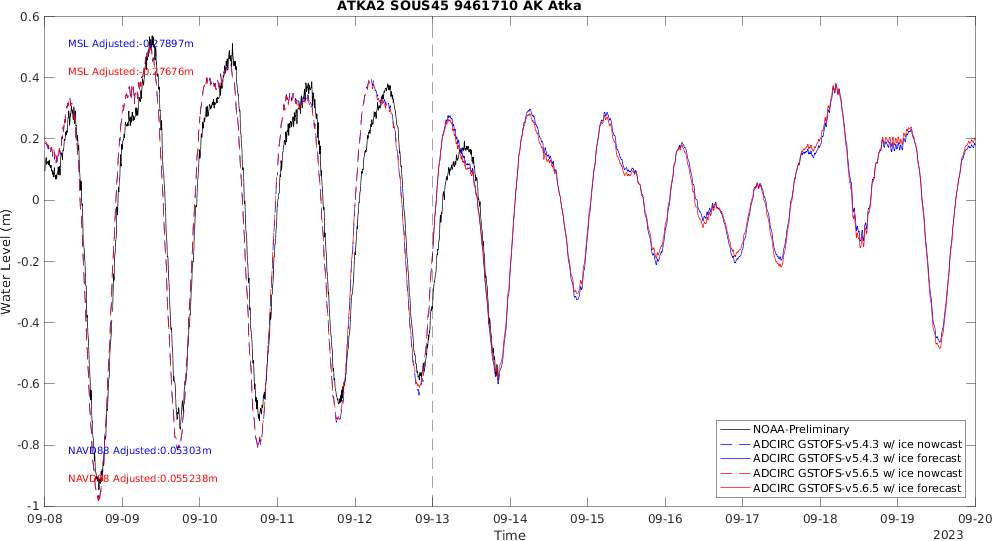 ATKA2 SOUS45 9461710 AK Atka
Water Level (m)
0.6
0.4
0.2
0
-0.2
-0.4
-0.6
-0.8
-1
MSL Adjusted:-0.27897m
MSL Adjusted:-0.27676m
NAVD88 Adjusted:0.05303m
NAVD88 Adjusted:0.055238m
NOAA-Preliminary
ADCIRC GSTOFS-v5.4.3 w/ ice nowcast
ADCIRC GSTOFS-v5.4.3 w/ ice forecast
ADCIRC GSTOFS-v5.6.5 w/ ice nowcast
ADCIRC GSTOFS-v5.6.5 w/ ice forecast
09-08 09-09 09-10 09-11 09-12 09-13 09-14 09-15 09-16 09-17 09-18 09-19 09-20
Time
2023